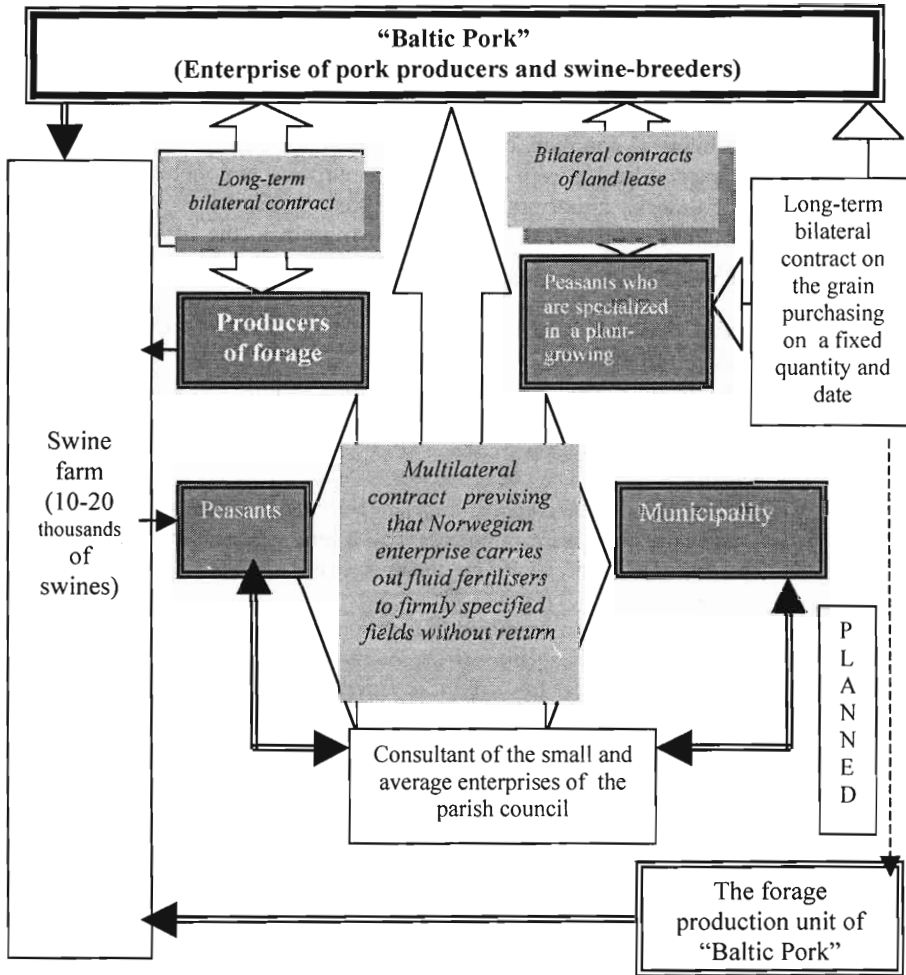 “Baltic Pork”
(Enterprise of pork producers and swine-breeders)
Long-term
bilateral contract
Bilateral contracts
of land lease
Long-term
bilateral
contract on
the grain
purchasing
on a fixed
quantity and
date
Producers
of forage
Peasants who
are specialized
in a plant-
growing
Swine
farm
(10-20
thousands
of
swines)
Peasants
Multilateral
contract prevising
that Norwegian
enterprise carries
out fluid fertilisers
to firmly specified
fields without return
Municipality
P
L
A
N
N
E
D
Consultant of the small and
average enterprises of the
parish council
The forage
production unit of
“Baltic Pork”